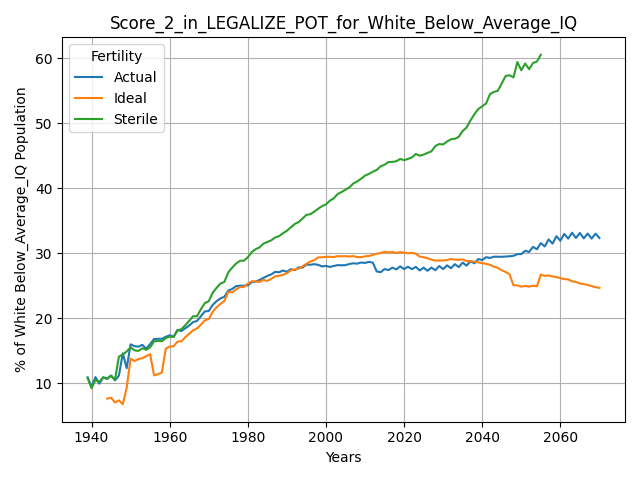 Score_2_in_LEGALIZE_POT_for_White_Below_Average_IQ
% of White Below_Average_IQ Population
60
50
40
30
20
10
Fertility
Actual
Ideal
Sterile
1940
1960
1980
2000
2020
2040
2060
Years